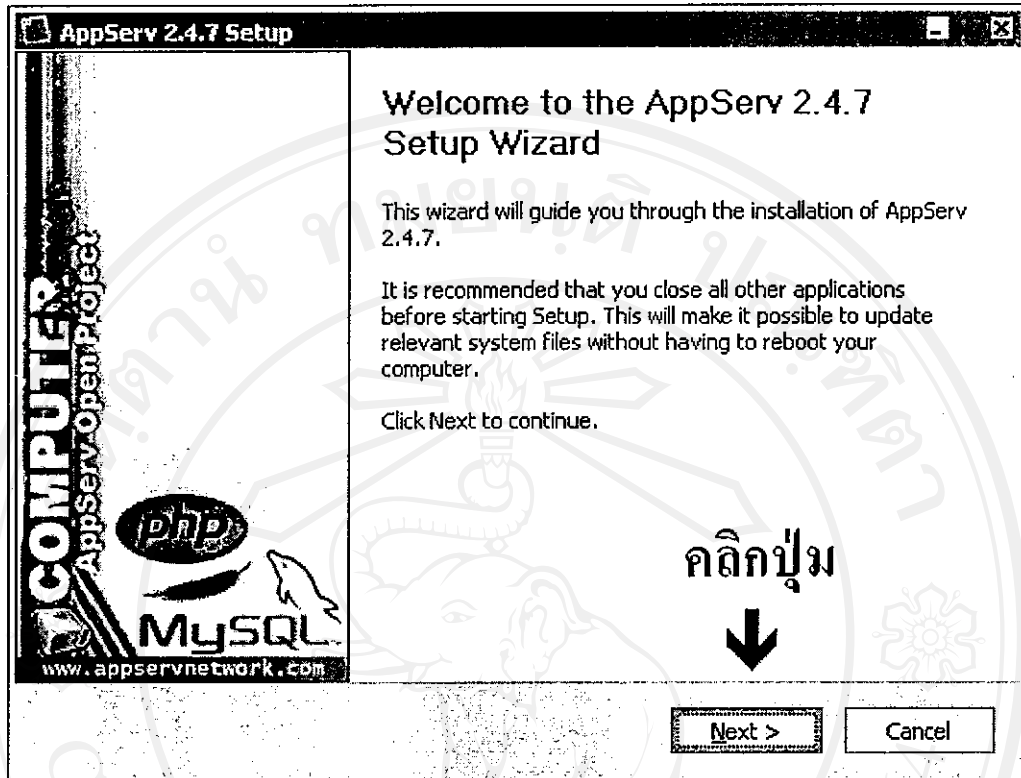 AppServ 2.4.7 Setup
Welcome to the AppServ 2.4.7
Setup Wizard
This wizard will guide you through the installation of AppServ
2.4.7.
It is recommended that you close all other applications
before starting Setup. This will make it possible to update
relevant system files without having to reboot your
computer.
Click Next to continue.
COMPUTER
AppServ Open Project
php
MySQL
www.appservnetwork.com
คลิกปุ่ม
Next >
Cancel